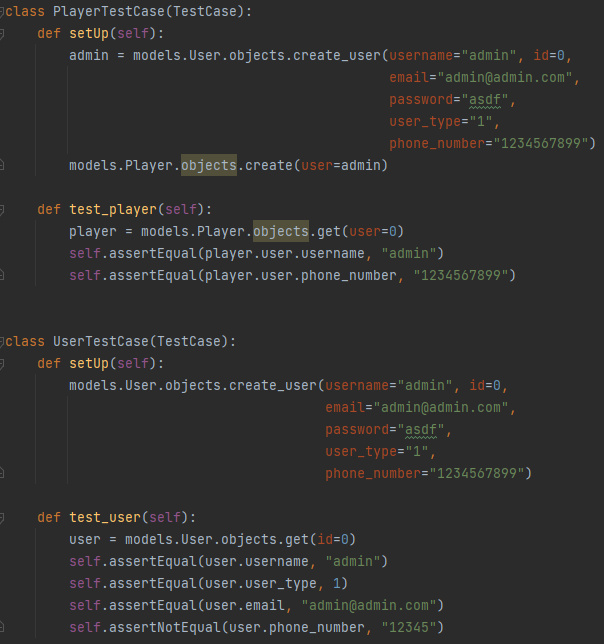 class PlayerTestCase(TestCase):
    def setUp(self):
        admin = models.User.objects.create_user(username="admin", id=0,
                                                email="admin@admin.com",
                                                password="asdf",
                                                user_type="1",
                                                phone_number="1234567899")
        models.Player.objects.create(user=admin)
    def test_player(self):
        player = models.Player.objects.get(user=0)
        self.assertEqual(player.user.username, "admin")
        self.assertEqual(player.user.phone_number, "1234567899")
class UserTestCase(TestCase):
    def setUp(self):
        models.User.objects.create_user(username="admin", id=0,
                                        email="admin@admin.com",
                                        password="asdf",
                                        user_type="1",
                                        phone_number="1234567899")
    def test_user(self):
        user = models.User.objects.get(id=0)
        self.assertEqual(user.username, "admin")
        self.assertEqual(user.user_type, 1)
        self.assertEqual(user.email, "admin@admin.com")
        self.assertNotEqual(user.phone_number, "12345")